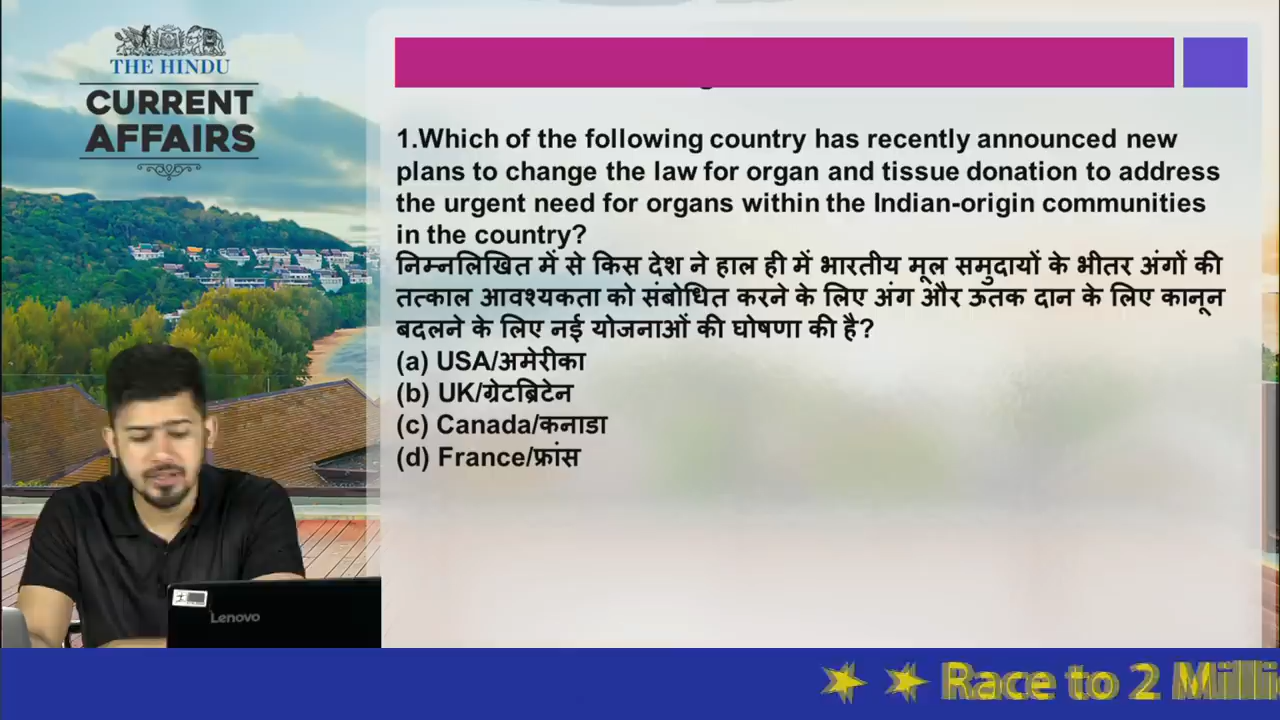 THE HINDU
CURRENT
AFFAIRS
1.Which of the following country has recently announced new
plans to change the law for organ and tissue donation to address
the urgent need for organs within the Indian-origin communities
in the country?
निम्नलिखित में से किस देश ने हाल ही में भारतीय मूल समुदायों के भीतर अंगों की
तत्काल आवश्यकता को संबोधित करने के लिए अंग और ऊतक दान के लिए कानून
बदलने के लिए नई योजनाओं की घोषणा की है?
(a) USA/अमेरीका
(b) UK/ग्रेटब्रिटेन
(c) Canada/कनाडा
(d) France/फ्रांस
Lenovo
Race to 2